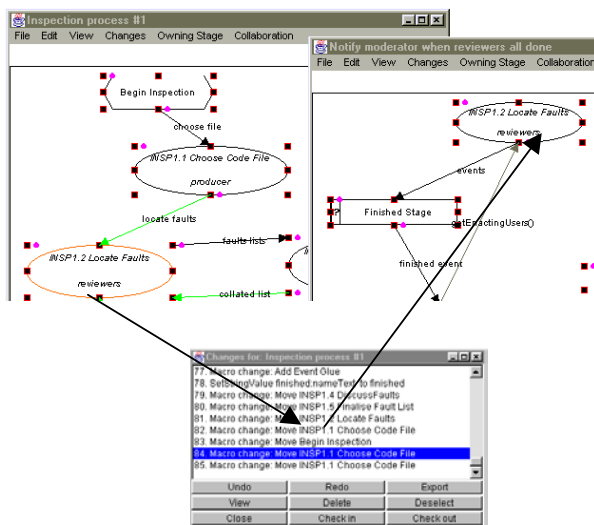 Inspection process #1
File Edit View Changes Owning Stage Collaboration
Begin Inspection
choose file
INSP1.1 Choose Code File
producer
locate faults
INSP1.2 Locate Faults
reviewers
faults lists
collated list
Notify moderator when reviewers all done
File Edit View Changes Owning Stage Collaboration
INSP1.2 Locate Faults
reviewers
events
? Finished Stage
getEnactingUsers()
finished event
Changes for: Inspection process #1
77. Macro change: Add Event Glue
78. SetStringValue finished:nameText to finished
79. Macro change: Move INSP1.4 DiscussFaults
80. Macro change: Move INSP1.5 Finalise Fault List
81. Macro change: Move INSP1.2 Locate Faults
82. Macro change: Move INSP1.1 Choose Code File
83. Macro change: Move Begin Inspection
84. Macro change: Move INSP1.1 Choose Code File
85. Macro change: Move INSP1.1 Choose Code File
Undo Redo Export
View Delete Deselect
Close Check in Check out